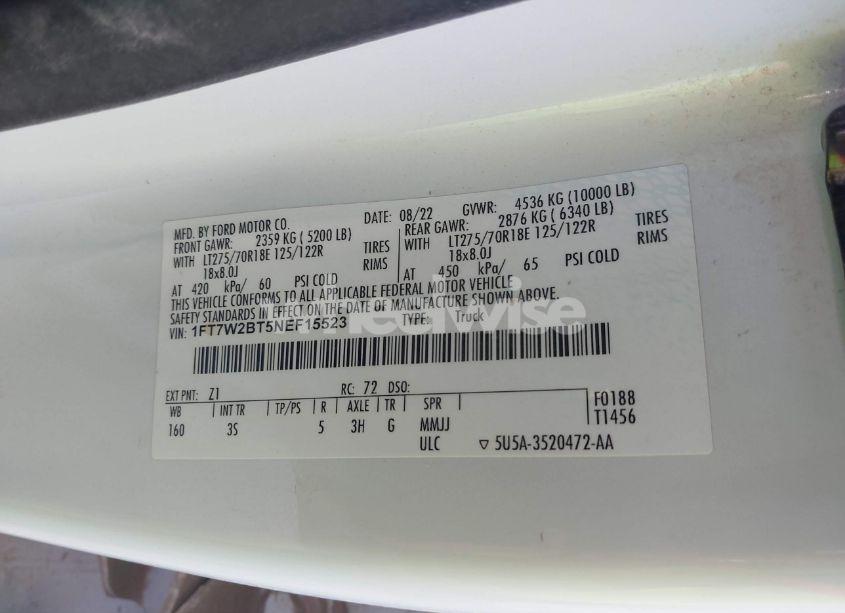 MFD. BY FORD MOTOR CO.
DATE: 08/22 GVWR: 4536 KG (10000 LB)
FRONT GAWR: 2359 KG ( 5200 LB) REAR GAWR: 2876 KG ( 6340 LB)
WITH LT275/70R18E 125/122R TIRES WITH LT275/70R18E 125/122R TIRES
18x8.0J RIMS 18x8.0J RIMS
AT 420 kPa/ 60 PSI COLD AT 450 kPa/ 65 PSI COLD
THIS VEHICLE CONFORMS TO ALL APPLICABLE FEDERAL MOTOR VEHICLE
SAFETY STANDARDS IN EFFECT ON THE DATE OF MANUFACTURE SHOWN ABOVE.
VIN: 1FT7W2BT5NEF15523 TYPE: Truck
EXT PNT: Z1 RC: 72 DSO:
WB INT TR TP/PS R AXLE TR SPR F0188
160 3S 5 3H G MMJJ T1456
ULC ▽ 5U5A-3520472-AA